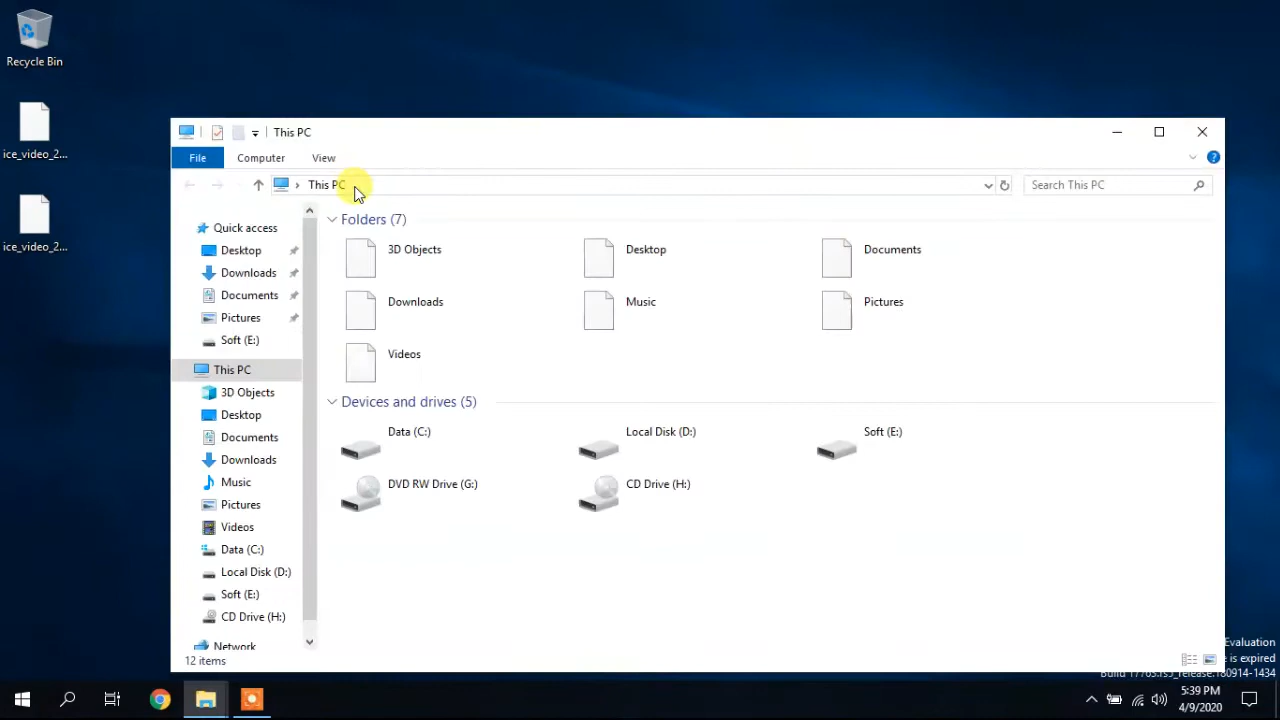 Recycle Bin
ice_video_2...
ice_video_2...
This PC
File
Computer
View
This PC
Search This PC
Quick access
Desktop
Downloads
Documents
Pictures
Soft (E:)
This PC
3D Objects
Desktop
Documents
Downloads
Music
Pictures
Videos
Data (C:)
Local Disk (D:)
Soft (E:)
CD Drive (H:)
Network
Folders (7)
3D Objects
Desktop
Documents
Downloads
Music
Pictures
Videos
Devices and drives (5)
Data (C:)
Local Disk (D:)
Soft (E:)
DVD RW Drive (G:)
CD Drive (H:)
12 items
Evaluation
is expired
5:39 PM
4/9/2020